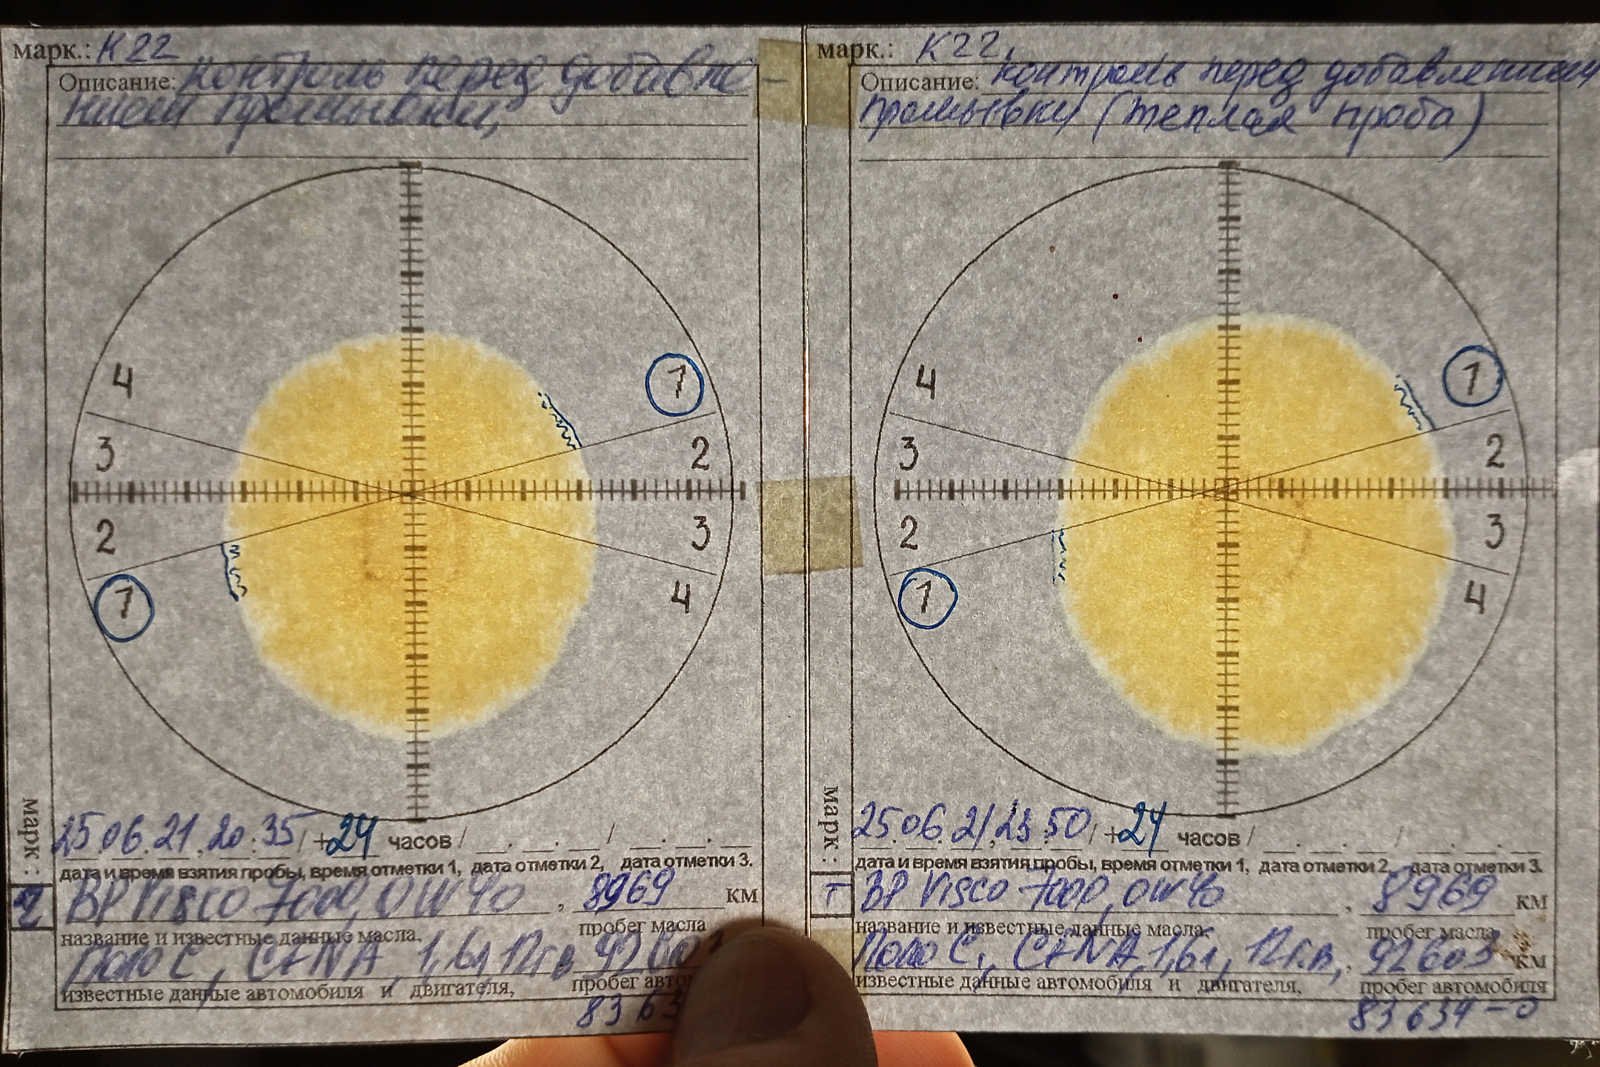 марк.: К22
Описание: контроль перед добавле-
нием промывки,
4
1
3
2
2
3
1
4
марк:
25.06.21.20:35/+24 часов/
дата и время взятия пробы, время отметки 1, дата отметки 2, дата отметки 3.
BP Visco 7000, 0W40, 8969 КМ
название и известные данные масла, пробег масла
Поло С, CFNA, 1,6л, 12г.в.
известные данные автомобиля и двигателя,
марк.: К22,
Описание: контроль перед добавлением
промывки (теплая проба)
4
1
3
2
2
3
1
4
марк:
25.06.21,23:50/+24 часов/
дата и время взятия пробы, время отметки 1, дата отметки 2, дата отметки 3.
Т BP Visco 7000, 0W40, 8969 КМ
название и известные данные масла, пробег масла
Поло С, CFNA, 1,6л, 12г.в., 92603 КМ
известные данные автомобиля и двигателя, пробег автомобиля
83634-0